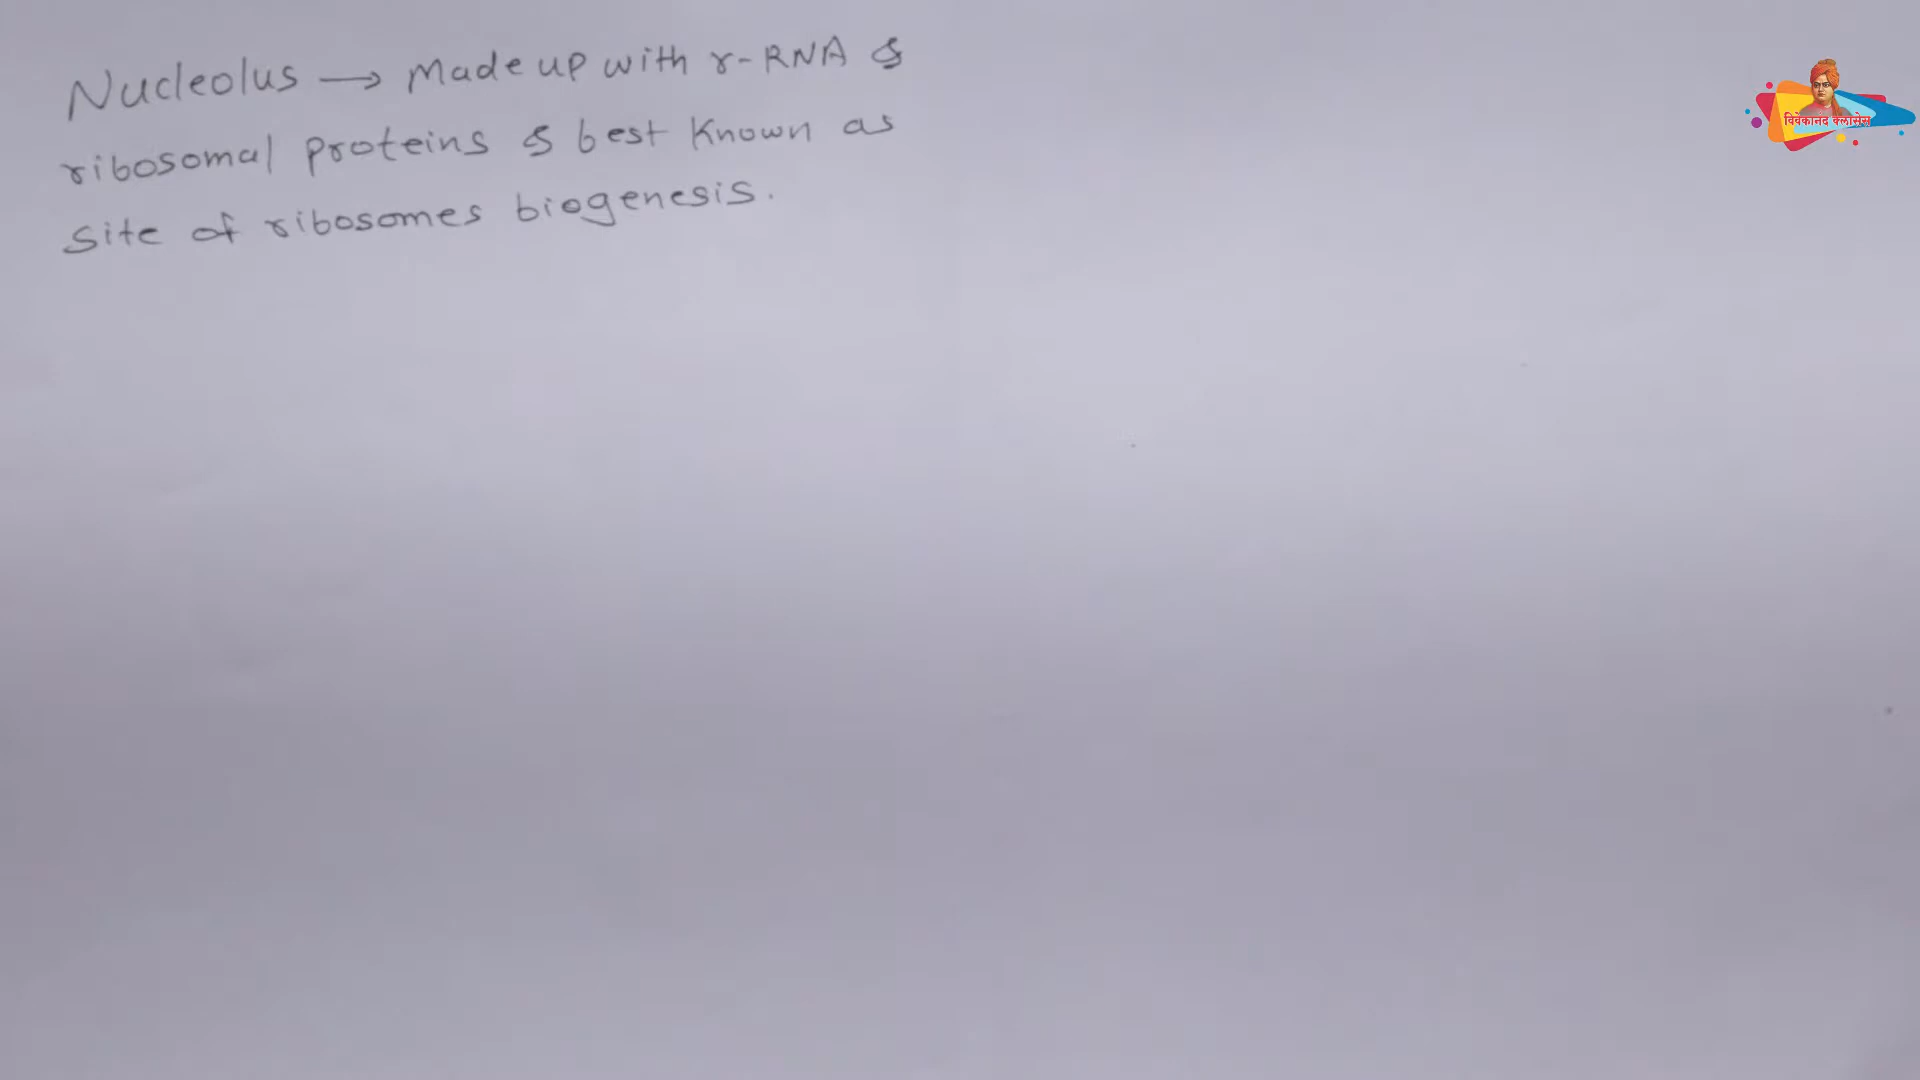 Nucleolus → Made up with r-RNA &
ribosomal proteins & best known as
site of ribosomes biogenesis.
विवेकानंद क्लासेस